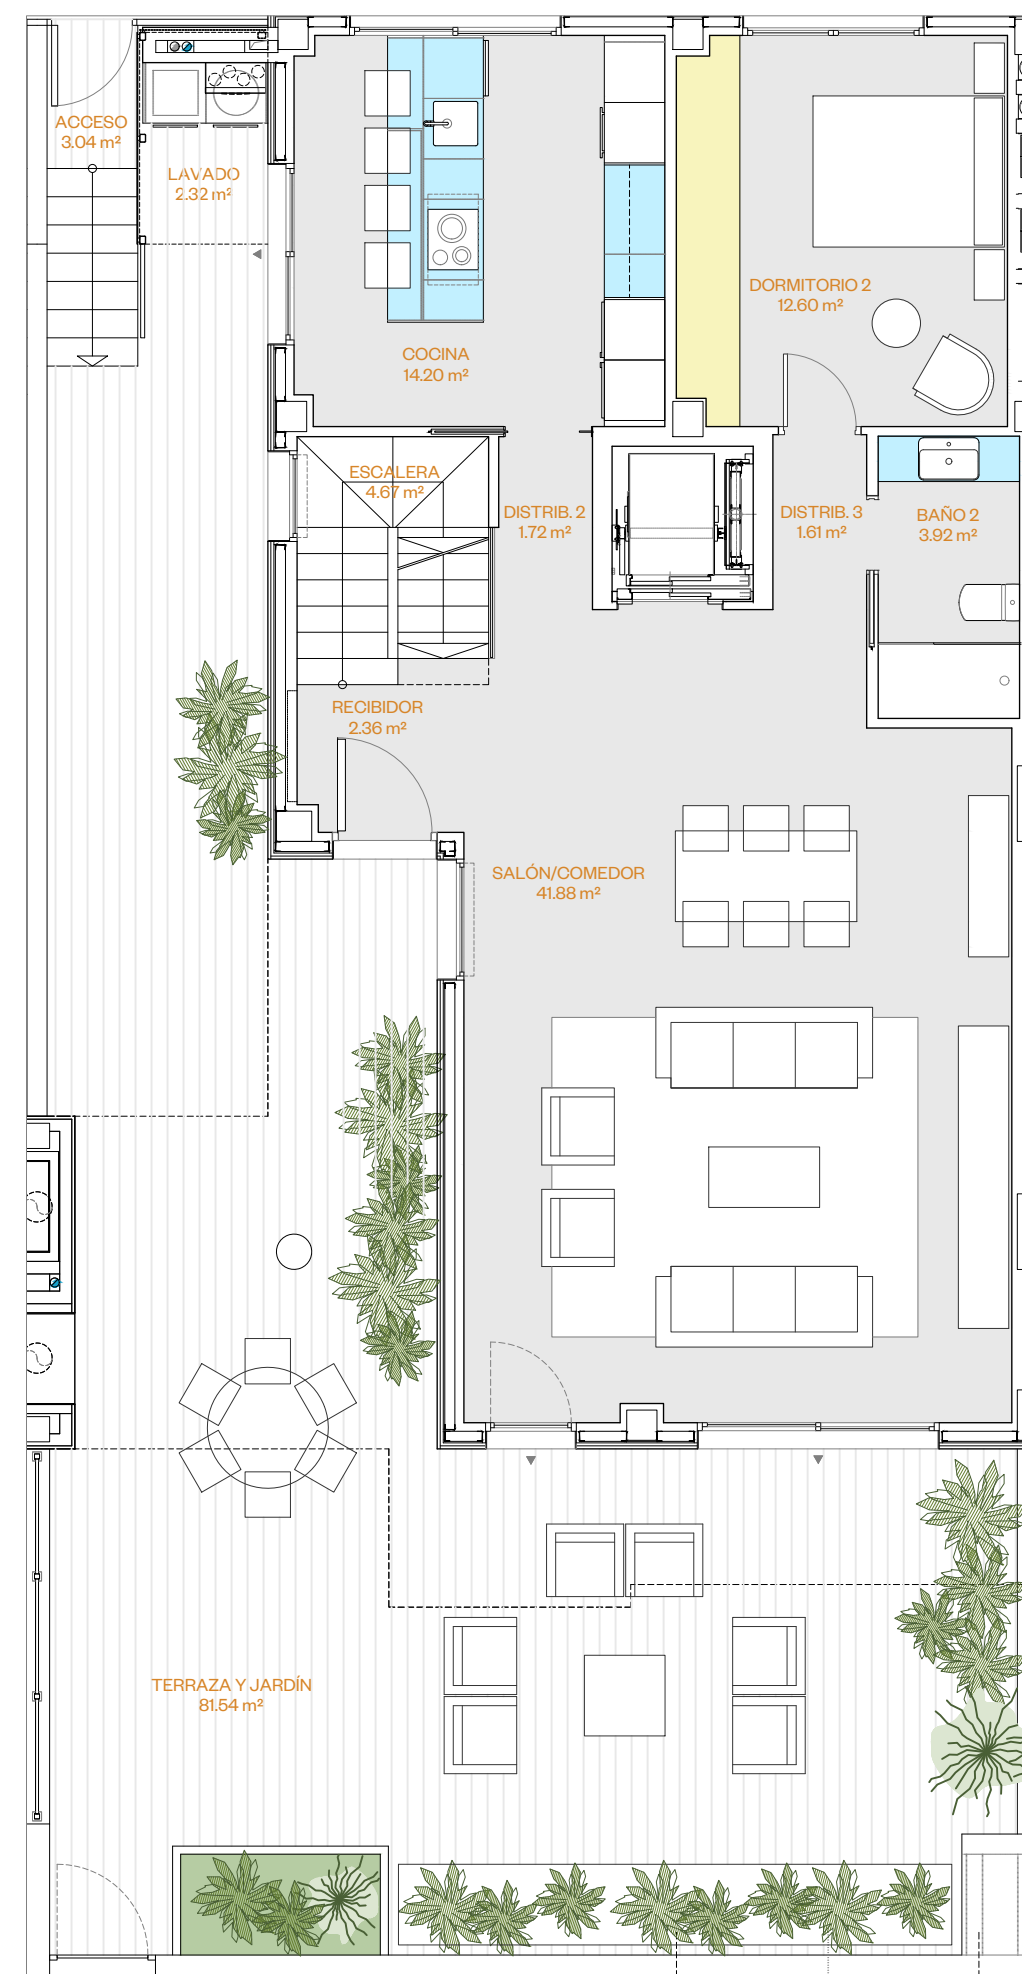 ACCESO
3.04 m²
LAVADO
2.32 m²
DORMITORIO 2
12.60 m²
COCINA
14.20 m²
ESCALERA
4.67 m²
DISTRIB. 2
1.72 m²
DISTRIB. 3
1.61 m²
BAÑO 2
3.92 m²
RECIBIDOR
2.36 m²
SALÓN/COMEDOR
41.88 m²
TERRAZA Y JARDÍN
81.54 m²